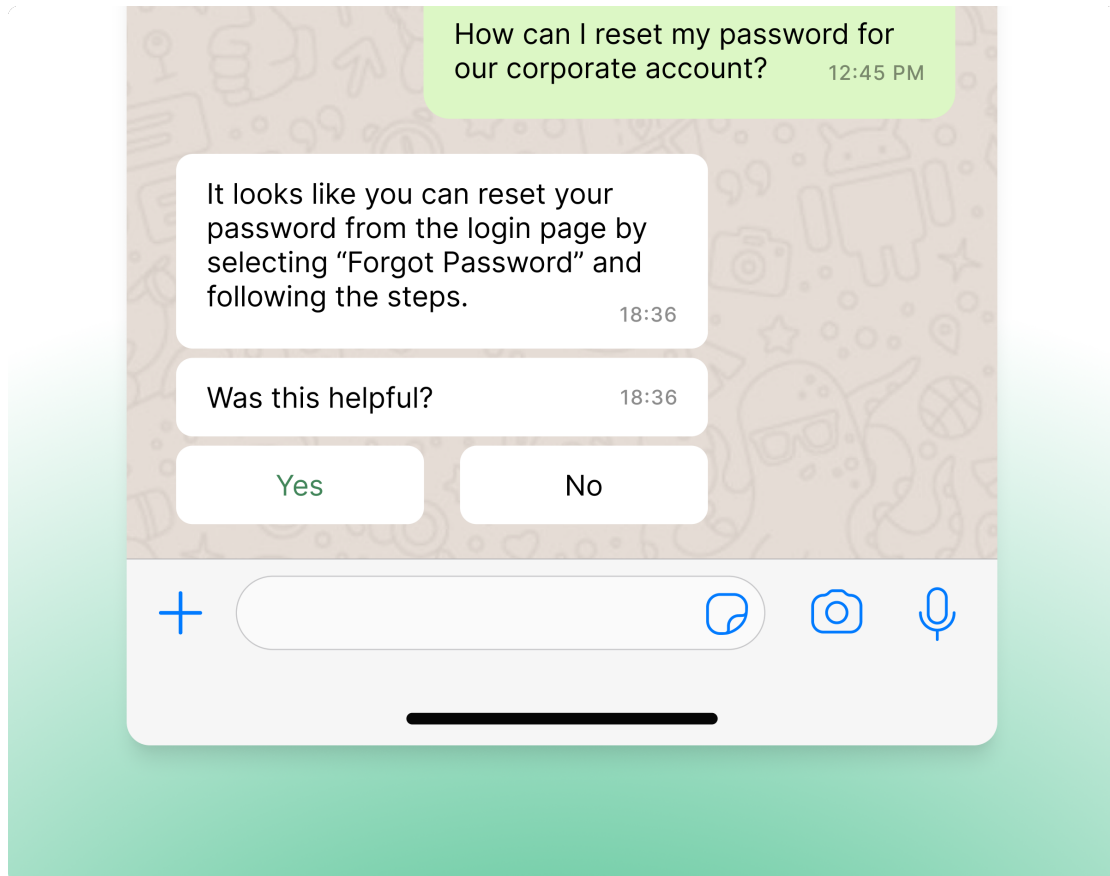 How can I reset my password for
our corporate account? 12:45 PM
It looks like you can reset your
password from the login page by
selecting “Forgot Password” and
following the steps.
18:36
Was this helpful? 18:36
Yes No